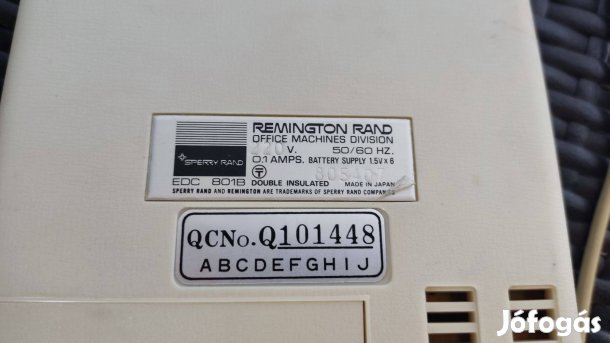 REMINGTON RAND
OFFICE MACHINES DIVISION
220 V. 50/60 HZ.
SPERRY RAND
0.1 AMPS. BATTERY SUPPLY 1.5V x 6
T
EDC 801B DOUBLE INSULATED MADE IN JAPAN
SPERRY RAND AND REMINGTON ARE TRADEMARKS OF SPERRY RAND
QCNo. Q101448
ABCDEFGHIJ
Jófogás